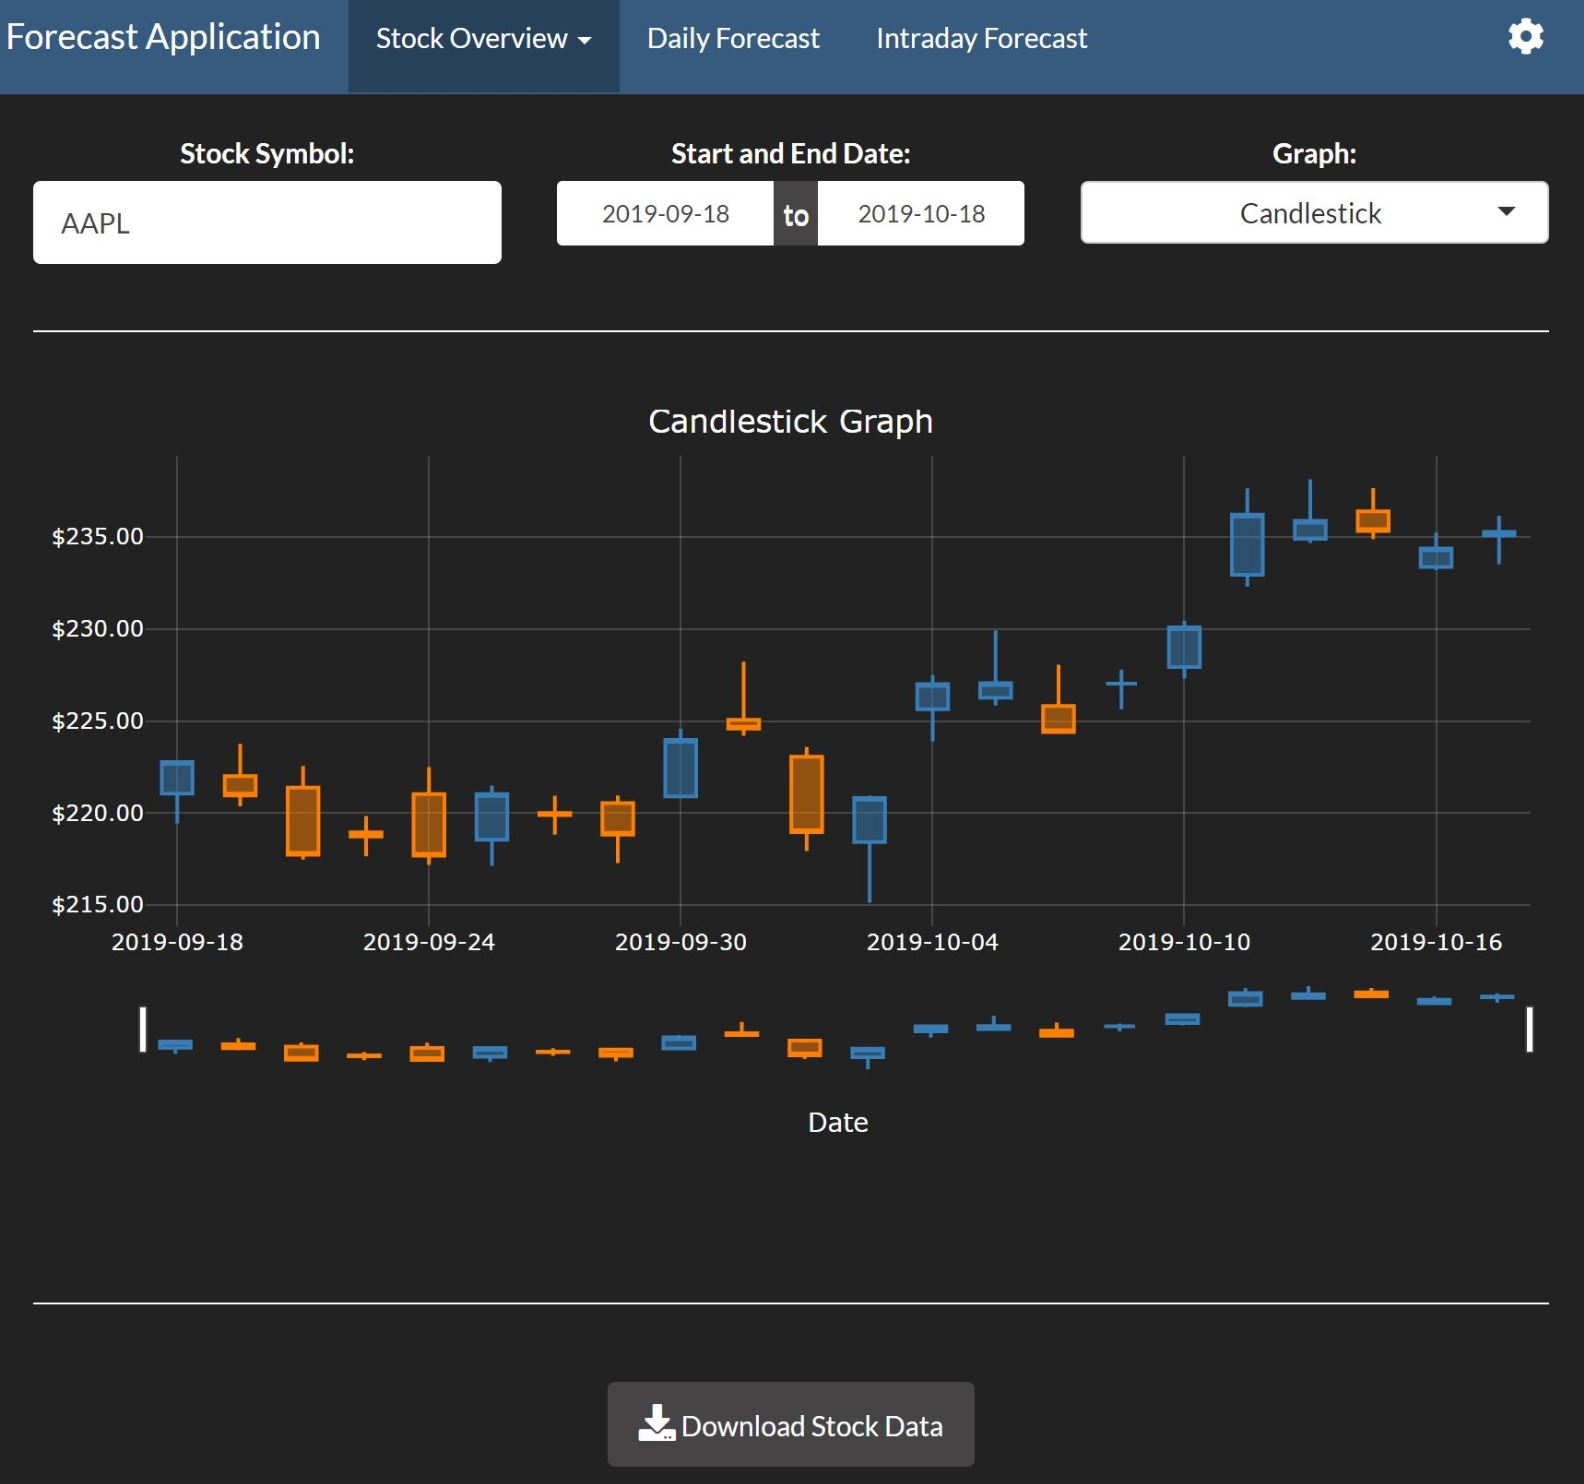 Forecast Application Stock Overview Daily Forecast Intraday Forecast
Stock Symbol: Start and End Date: Graph:
AAPL 2019-09-18 to 2019-10-18 Candlestick
Candlestick Graph
$235.00
$230.00
$225.00
$220.00
$215.00
2019-09-18 2019-09-24 2019-09-30 2019-10-04 2019-10-10 2019-10-16
Date
Download Stock Data